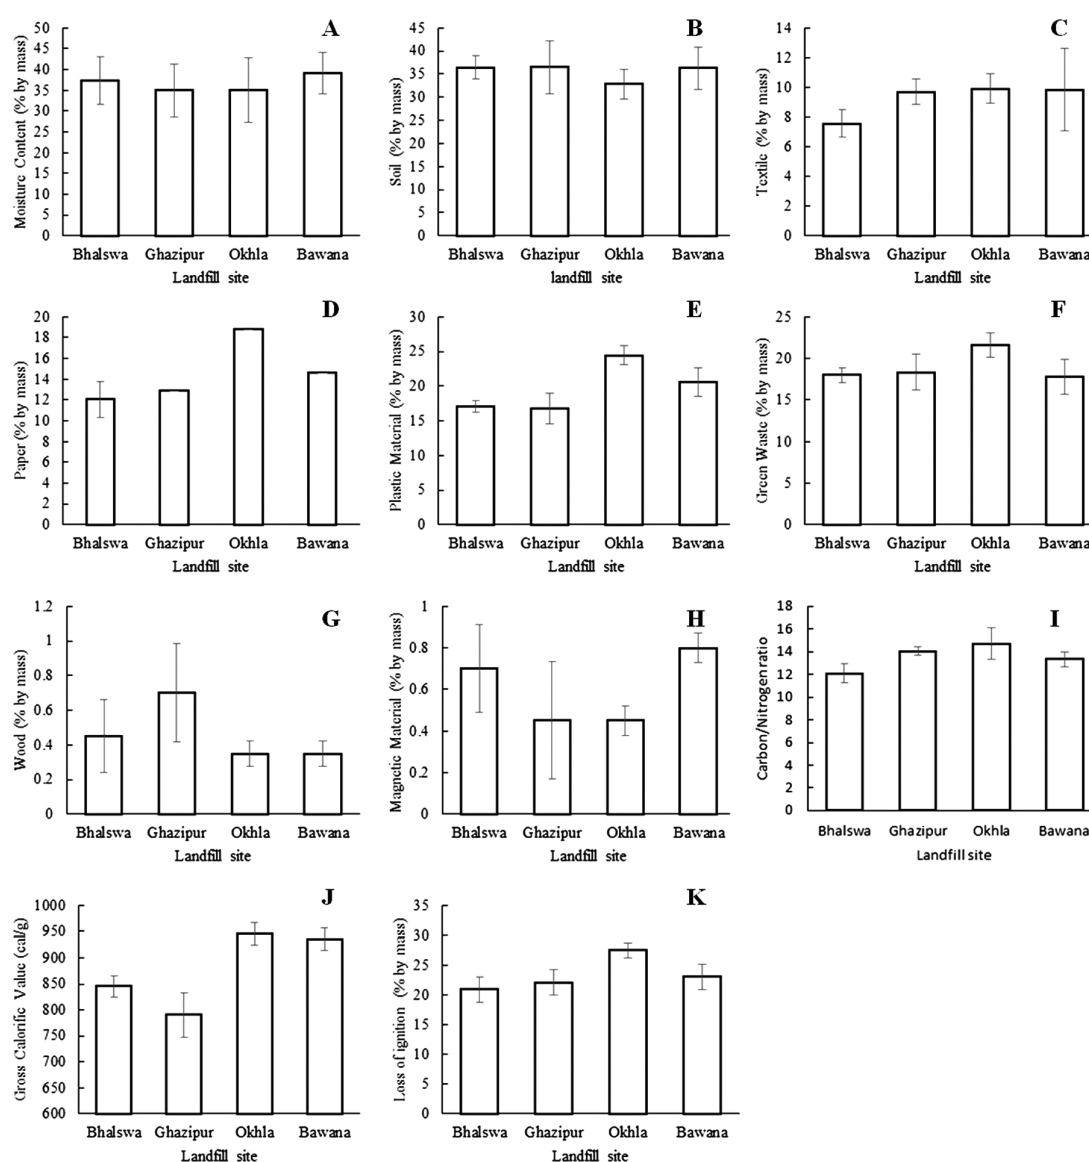 A
Moisture Content (% by mass)
50
45
40
35
30
25
20
15
10
5
0
Bhalswa Ghazipur Okhla Bawana
Landfill site
B
Soil (% by mass)
45
40
35
30
25
20
15
10
5
0
Bhalswa Ghazipur Okhla Bawana
landfill site
C
Textile (% by mass)
14
12
10
8
6
4
2
0
Bhalswa Ghazipur Okhla Bawana
Landfill site
D
Paper (% by mass)
20
18
16
14
12
10
8
6
4
2
0
Bhalswa Ghazipur Okhla Bawana
Landfill site
E
Plastic Material (% by mass)
30
25
20
15
10
5
0
Bhalswa Ghazipur Okhla Bawana
Landfill site
F
Green Waste (% by mass)
25
20
15
10
5
0
Bhalswa Ghazipur Okhla Bawana
Landfill site
G
Wood (% by mass)
1.2
1
0.8
0.6
0.4
0.2
0
Bhalswa Ghazipur Okhla Bawana
Landfill site
H
Magnetic Material (% by mass)
1
0.8
0.6
0.4
0.2
0
Bhalswa Ghazipur Okhla Bawana
Landfill site
I
Carbon/Nitrogen ratio
18
16
14
12
10
8
6
4
2
0
Bhalswa Ghazipur Okhla Bawana
Landfill site
J
Gross Calorific Value (cal/g)
1000
950
900
850
800
750
700
650
600
Bhalswa Ghazipur Okhla Bawana
Landfill site
K
Loss of ignition (% by mass)
35
30
25
20
15
10
5
0
Bhalswa Ghazipur Okhla Bawana
Landfill site